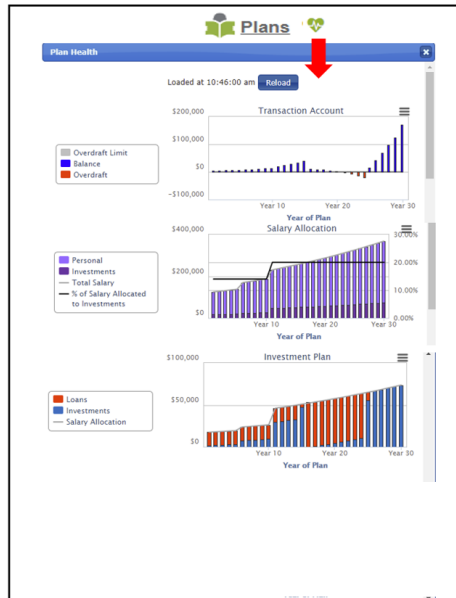 Plans
Plan Health
Loaded at 10:46:00 am Reload
Transaction Account
$200,000
$100,000
$0
-$100,000
Overdraft Limit
Balance
Overdraft
Year 10 Year 20 Year 30
Year of Plan
Salary Allocation
$400,000
$200,000
$0
30.00%
20.00%
10.00%
0.00%
Personal
Investments
Total Salary
% of Salary Allocated
to Investments
Year 10 Year 20 Year 30
Year of Plan
Investment Plan
$100,000
$50,000
$0
Loans
Investments
Salary Allocation
Year 10 Year 20 Year 30
Year of Plan